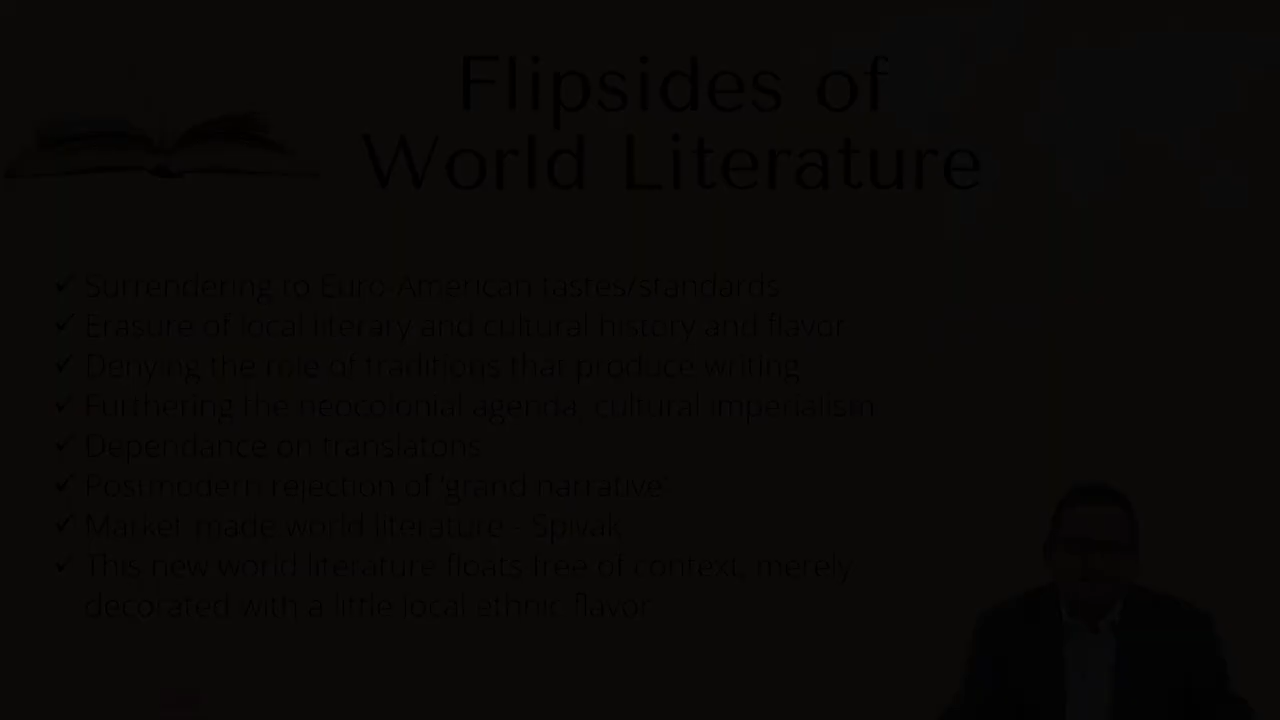 Flipsides of
World Literature
✓ Surrendering to Euro-American tastes/standards
✓ Erasure of local literary and cultural history and flavor
✓ Denying the role of traditions that produce writing
✓ Furthering the neocolonial agenda, cultural imperialism
✓ Dependance on translatons
✓ Postmodern rejection of 'grand narrative'
✓ Market made world literature - Spivak
✓ This new world literature floats free of context, merely
decorated with a little local ethnic flavor